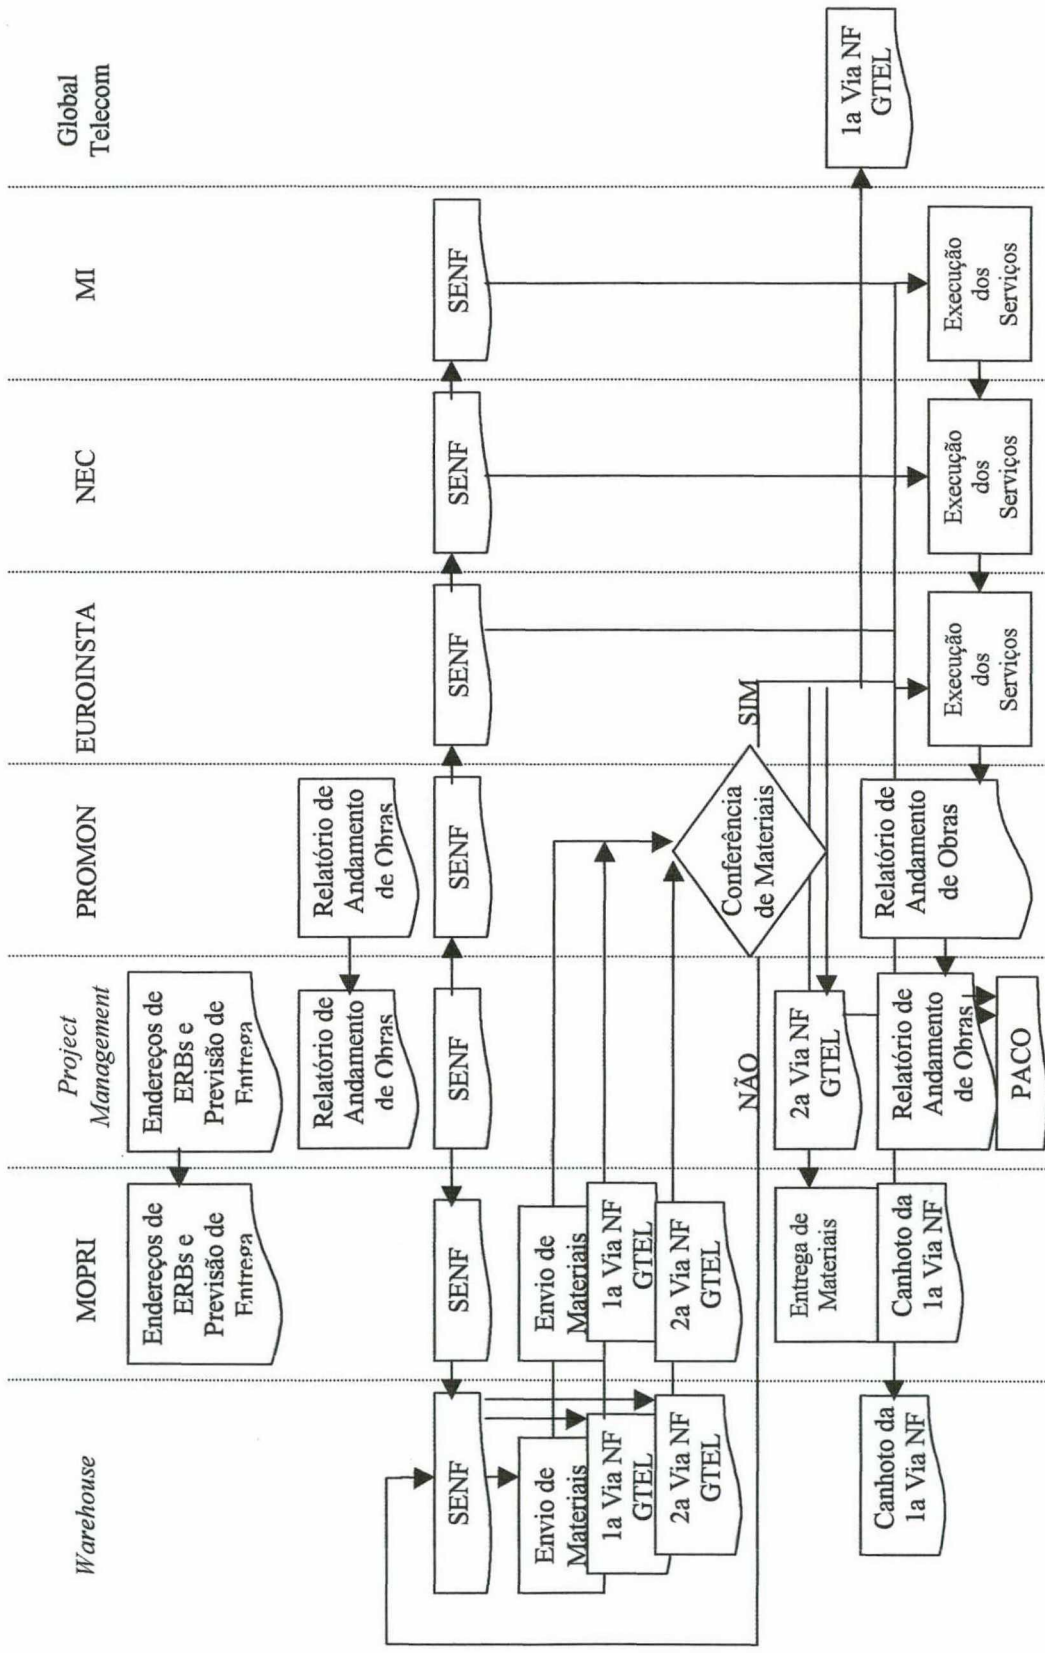 Warehouse
MOPRI
Project
Management
PROMON
EUROINSTA
NEC
MI
Global
Telecom
Endereços de
ERBs e
Previsão de
Entrega
Endereços de
ERBs e
Previsão de
Entrega
Relatório de
Andamento
de Obras
Relatório de
Andamento
de Obras
SENF
SENF
SENF
SENF
SENF
SENF
SENF
Envio de
Materiais
1a Via NF
GTEL
2a Via NF
GTEL
Envio de
Materiais
1a Via NF
GTEL
2a Via NF
GTEL
Conferência
de Materiais
NÃO
SIM
Entrega de
Materiais
2a Via NF
GTEL
1a Via NF
GTEL
Canhoto da
1a Via NF
Canhoto da
1a Via NF
Relatório de
Andamento
de Obras
Relatório de
Andamento
de Obras
Execução
dos
Serviços
Execução
dos
Serviços
Execução
dos
Serviços
PACO